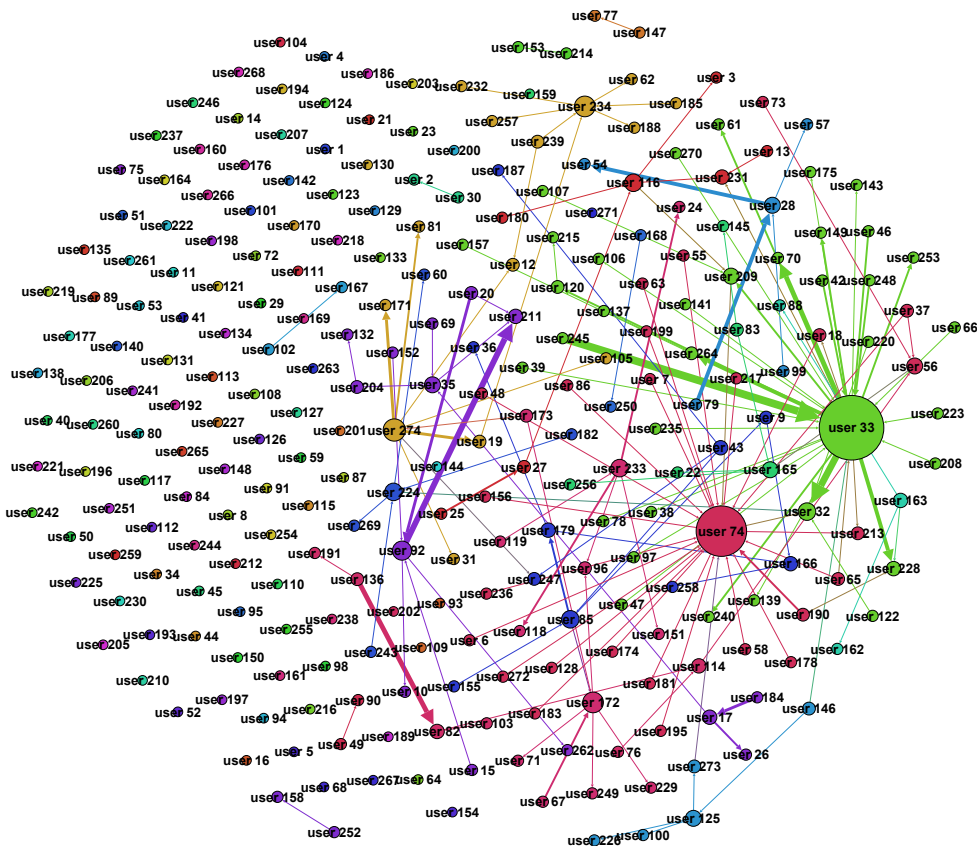 user 77
user 147
user 104
user 4
user 153
user 214
user 268
user 186
user 203
user 232
user 62
user 3
user 194
user 159
user 234
user 185
user 73
user 246
user 124
user 14
user 21
user 257
user 188
user 61
user 57
user 237
user 207
user 23
user 239
user 13
user 160
user 1
user 200
user 270
user 54
user 75
user 176
user 130
user 187
user 231
user 175
user 164
user 142
user 2
user 116
user 143
user 266
user 123
user 30
user 107
user 24
user 28
user 51
user 101
user 129
user 180
user 271
user 222
user 170
user 81
user 145
user 149
user 46
user 198
user 218
user 157
user 215
user 168
user 135
user 72
user 133
user 55
user 70
user 253
user 261
user 11
user 111
user 60
user 12
user 106
user 209
user 219
user 89
user 121
user 167
user 171
user 20
user 120
user 63
user 42
user 248
user 53
user 29
user 141
user 88
user 37
user 41
user 169
user 69
user 211
user 137
user 66
user 177
user 134
user 132
user 199
user 83
user 18
user 140
user 102
user 152
user 36
user 245
user 264
user 220
user 131
user 263
user 105
user 56
user 138
user 206
user 113
user 204
user 35
user 39
user 7
user 217
user 99
user 241
user 108
user 48
user 86
user 192
user 79
user 40
user 260
user 127
user 173
user 250
user 9
user 223
user 80
user 201
user 274
user 235
user 33
user 126
user 19
user 182
user 43
user 265
user 59
user 208
user 221
user 196
user 148
user 144
user 27
user 233
user 22
user 165
user 117
user 87
user 256
user 251
user 84
user 91
user 224
user 156
user 163
user 242
user 8
user 115
user 25
user 38
user 32
user 50
user 112
user 269
user 78
user 254
user 179
user 74
user 213
user 244
user 119
user 259
user 191
user 92
user 97
user 212
user 31
user 166
user 34
user 227
user 96
user 228
user 225
user 110
user 136
user 247
user 258
user 65
user 45
user 236
user 230
user 95
user 202
user 93
user 47
user 139
user 238
user 85
user 240
user 190
user 122
user 255
user 118
user 193
user 44
user 6
user 151
user 205
user 109
user 243
user 174
user 58
user 162
user 150
user 98
user 128
user 114
user 178
user 161
user 272
user 210
user 155
user 181
user 10
user 197
user 90
user 172
user 184
user 52
user 216
user 183
user 146
user 94
user 103
user 17
user 189
user 82
user 195
user 49
user 5
user 262
user 76
user 26
user 16
user 71
user 273
user 15
user 68
user 267
user 64
user 229
user 158
user 249
user 67
user 154
user 125
user 252
user 100
user 226